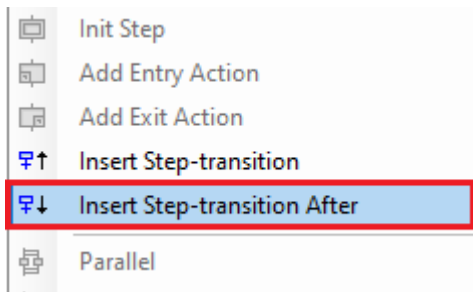 Init Step
Add Entry Action
Add Exit Action
Insert Step-transition
Insert Step-transition After
Parallel